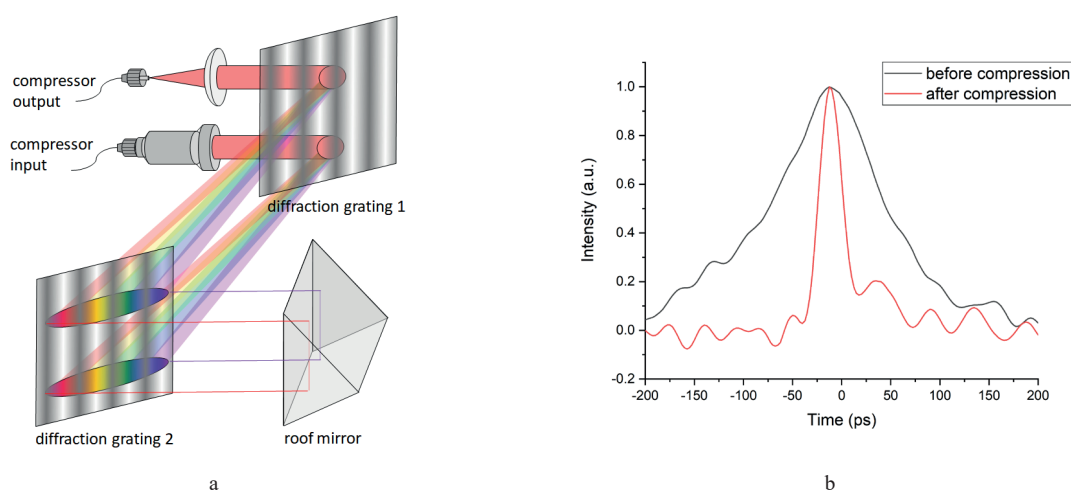 compressor
output
compressor
input
diffraction grating 1
diffraction grating 2
roof mirror
a
before compression
after compression
1.0
0.8
0.6
0.4
0.2
0.0
-0.2
Intensity (a.u.)
-200 -150 -100 -50 0 50 100 150 200
Time (ps)
b